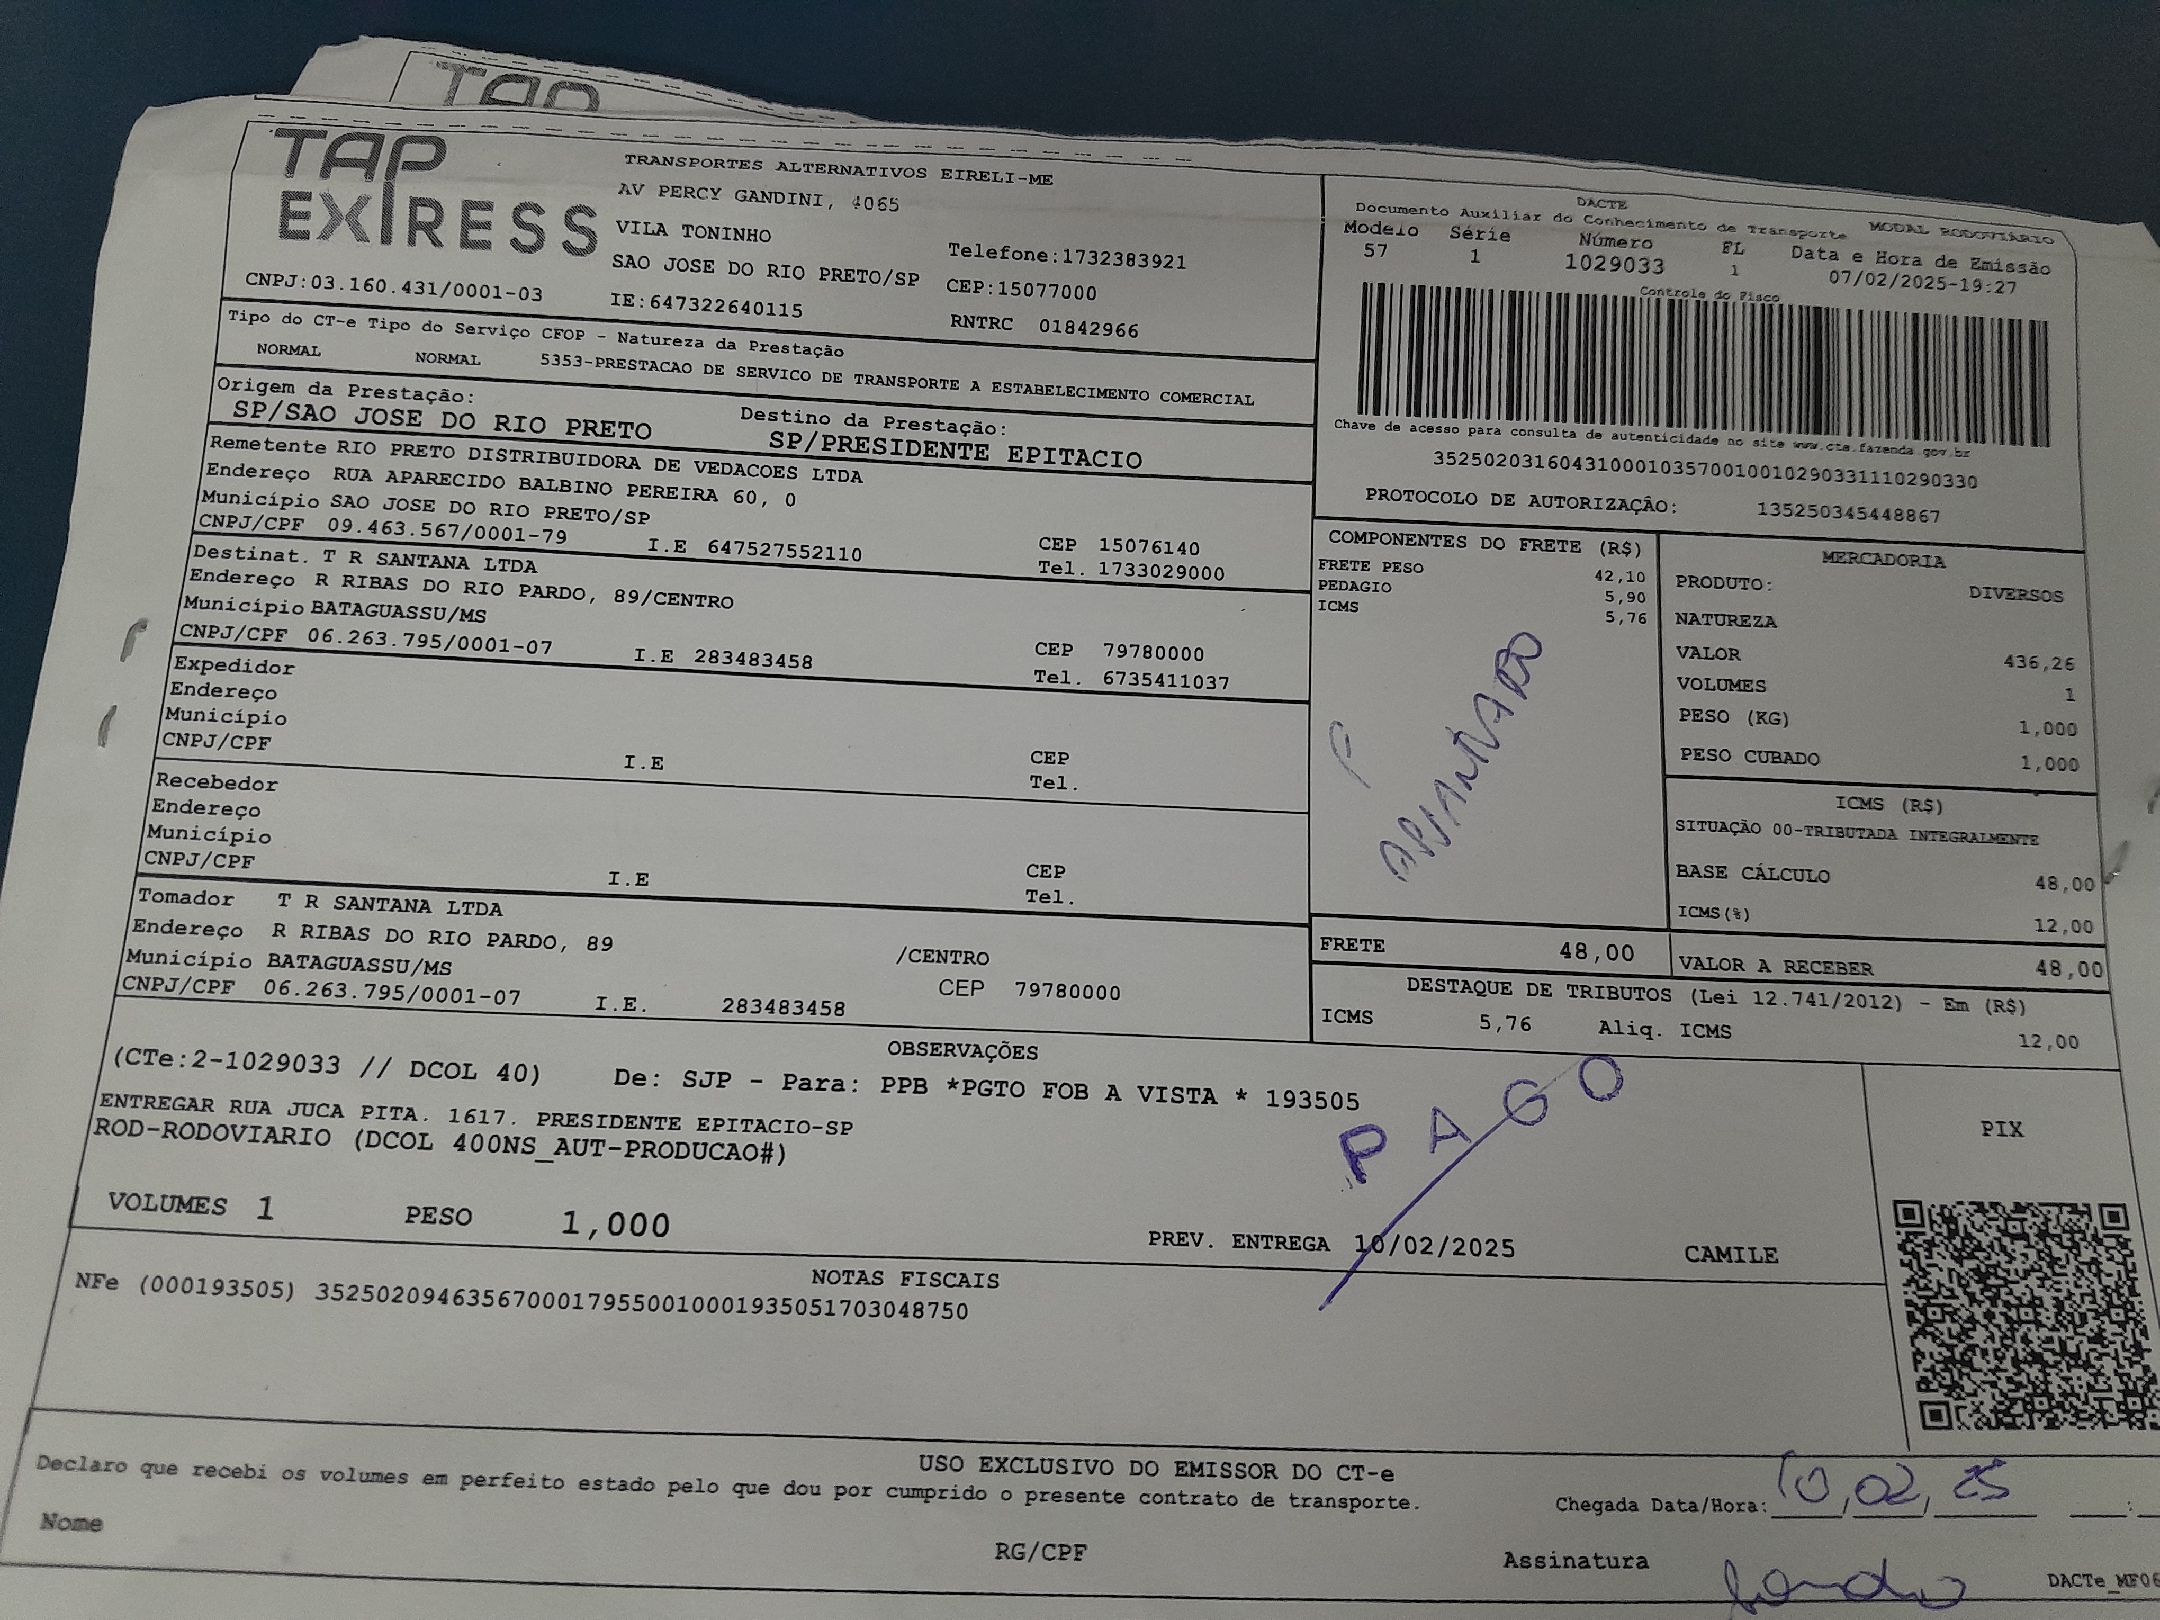 TAP
TAP EXPRESS
TRANSPORTES ALTERNATIVOS EIRELI-ME
AV PERCY GANDINI, 4065
VILA TONINHO
Telefone:1732383921
SAO JOSE DO RIO PRETO/SP CEP:15077000
CNPJ:03.160.431/0001-03 IE:647322640115 RNTRC 01842966
DACTE
Documento Auxiliar do Conhecimento de Transporte MODAL RODOVIÁRIO
Modelo Série Número FL Data e Hora de Emissão
57 1 1029033 1 07/02/2025-19:27
Controle do Fisco
Chave de acesso para consulta de autenticidade no site www.cte.fazenda.gov.br
35250203160431000103570010010290331110290330
PROTOCOLO DE AUTORIZAÇÂO: 135250345448867
Tipo do CT-e Tipo do Serviço CFOP - Natureza da Prestação
NORMAL NORMAL 5353-PRESTACAO DE SERVICO DE TRANSPORTE A ESTABELECIMENTO COMERCIAL
Origem da Prestação: Destino da Prestação:
SP/SAO JOSE DO RIO PRETO SP/PRESIDENTE EPITACIO
Remetente RIO PRETO DISTRIBUIDORA DE VEDACOES LTDA
Endereço RUA APARECIDO BALBINO PEREIRA 60, 0
Município SAO JOSE DO RIO PRETO/SP CEP 15076140
CNPJ/CPF 09.463.567/0001-79 I.E 647527552110 Tel. 1733029000
Destinat. T R SANTANA LTDA
Endereço R RIBAS DO RIO PARDO, 89/CENTRO
Município BATAGUASSU/MS CEP 79780000
CNPJ/CPF 06.263.795/0001-07 I.E 283483458 Tel. 6735411037
Expedidor
Endereço
Município CEP
CNPJ/CPF I.E Tel.
Recebedor
Endereço
Município CEP
CNPJ/CPF I.E Tel.
Tomador T R SANTANA LTDA
Endereço R RIBAS DO RIO PARDO, 89 /CENTRO
Município BATAGUASSU/MS CEP 79780000
CNPJ/CPF 06.263.795/0001-07 I.E. 283483458
COMPONENTES DO FRETE (R$)
FRETE PESO 42,10
PEDAGIO 5,90
ICMS 5,76
MERCADORIA
PRODUTO: DIVERSOS
NATUREZA
VALOR 436,26
VOLUMES 1
PESO (KG) 1,000
PESO CUBADO 1,000
ICMS (R$)
SITUAÇÃO 00-TRIBUTADA INTEGRALMENTE
BASE CÁLCULO 48,00
ICMS(%) 12,00
FRETE 48,00 VALOR A RECEBER 48,00
DESTAQUE DE TRIBUTOS (Lei 12.741/2012) - Em (R$)
ICMS 5,76 Aliq. ICMS 12,00
OBSERVAÇÕES
(CTe:2-1029033 // DCOL 40) De: SJP - Para: PPB *PGTO FOB A VISTA * 193505
ENTREGAR RUA JUCA PITA. 1617. PRESIDENTE EPITACIO-SP
ROD-RODOVIARIO (DCOL 400NS_AUT-PRODUCAO#)
PAGO
PIX
VOLUMES 1 PESO 1,000
PREV. ENTREGA 10/02/2025 CAMILE
NOTAS FISCAIS
NFe (000193505) 35250209463567000179550010001935051703048750
USO EXCLUSIVO DO EMISSOR DO CT-e
Declaro que recebi os volumes em perfeito estado pelo que dou por cumprido o presente contrato de transporte.
Chegada Data/Hora: 10,02,25 :
Nome RG/CPF Assinatura